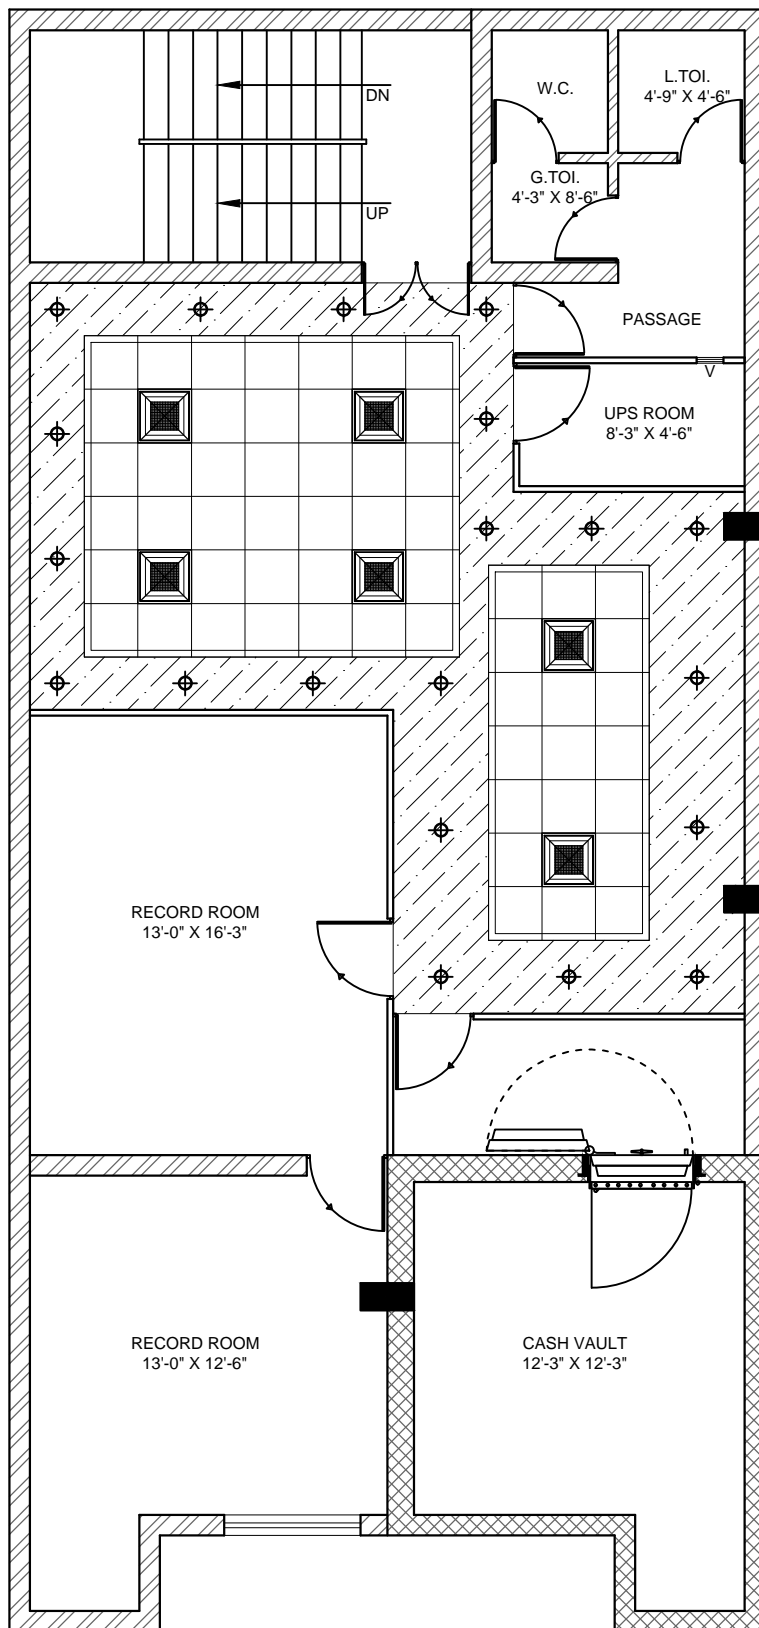 W.C.
L.TOI.
4'-9" X 4'-6"
DN
G.TOI.
4'-3" X 8'-6"
UP
PASSAGE
V
UPS ROOM
8'-3" X 4'-6"
RECORD ROOM
13'-0" X 16'-3"
RECORD ROOM
13'-0" X 12'-6"
CASH VAULT
12'-3" X 12'-3"